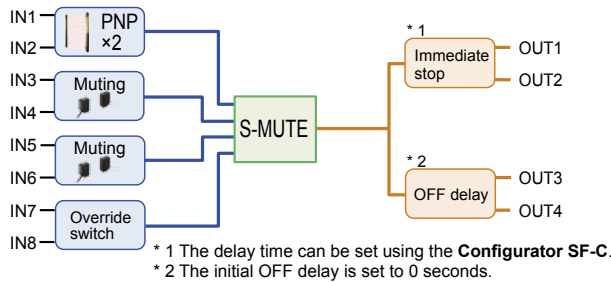 IN1
PNP
×2
IN2
IN3
Muting
IN4
IN5
Muting
IN6
IN7
Override
switch
IN8
S-MUTE
* 1
Immediate
stop
OUT1
OUT2
* 2
OFF delay
OUT3
OUT4
* 1 The delay time can be set using the Configurator SF-C.
* 2 The initial OFF delay is set to 0 seconds.